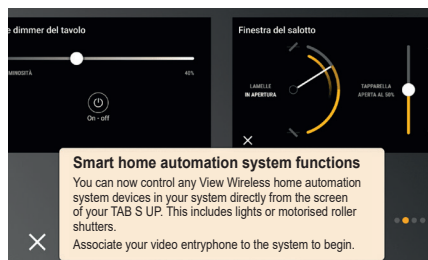 e dimmer del tavolo
Finestra del salotto
MINOSITÀ
40%
LAMELLE
IN APERTURA
TAPPARELLA
APERTA AL 50%
On - off
Smart home automation system functions
You can now control any View Wireless home automation
system devices in your system directly from the screen
of your TAB S UP. This includes lights or motorised roller
shutters.
Associate your video entryphone to the system to begin.